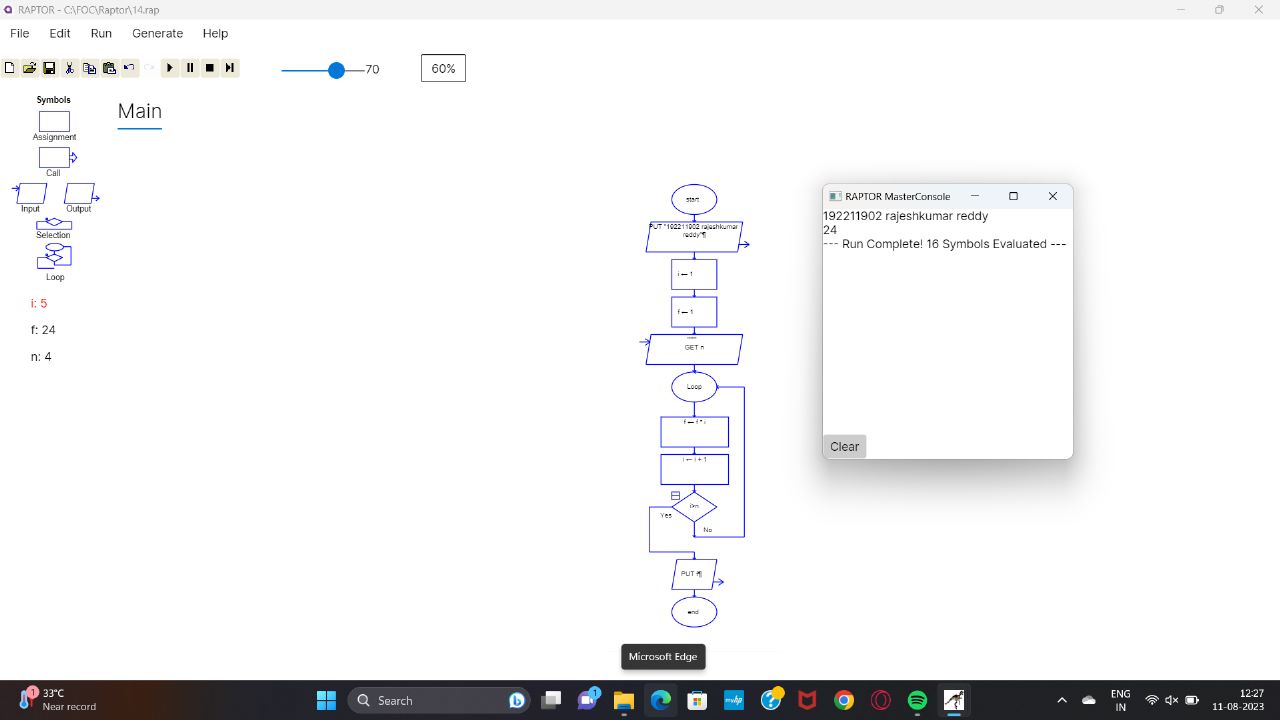 RAPTOR - C:\FOC\Raptor\14.rap
File Edit Run Generate Help
70
60%
Symbols
Main
Assignment
Call
Input Output
Selection
Loop
i: 5
f: 24
n: 4
start
PUT "192211902 rajeshkumar
reddy"¶
i ← 1
f ← 1
GET n
Loop
f ← f * i
i ← i + 1
i>n
Yes
No
PUT f¶
end
RAPTOR MasterConsole
192211902 rajeshkumar reddy
24
--- Run Complete! 16 Symbols Evaluated ---
Clear
Microsoft Edge
1
33°C
Near record
Search
1
myhp
ENG
IN
12:27
11-08-2023